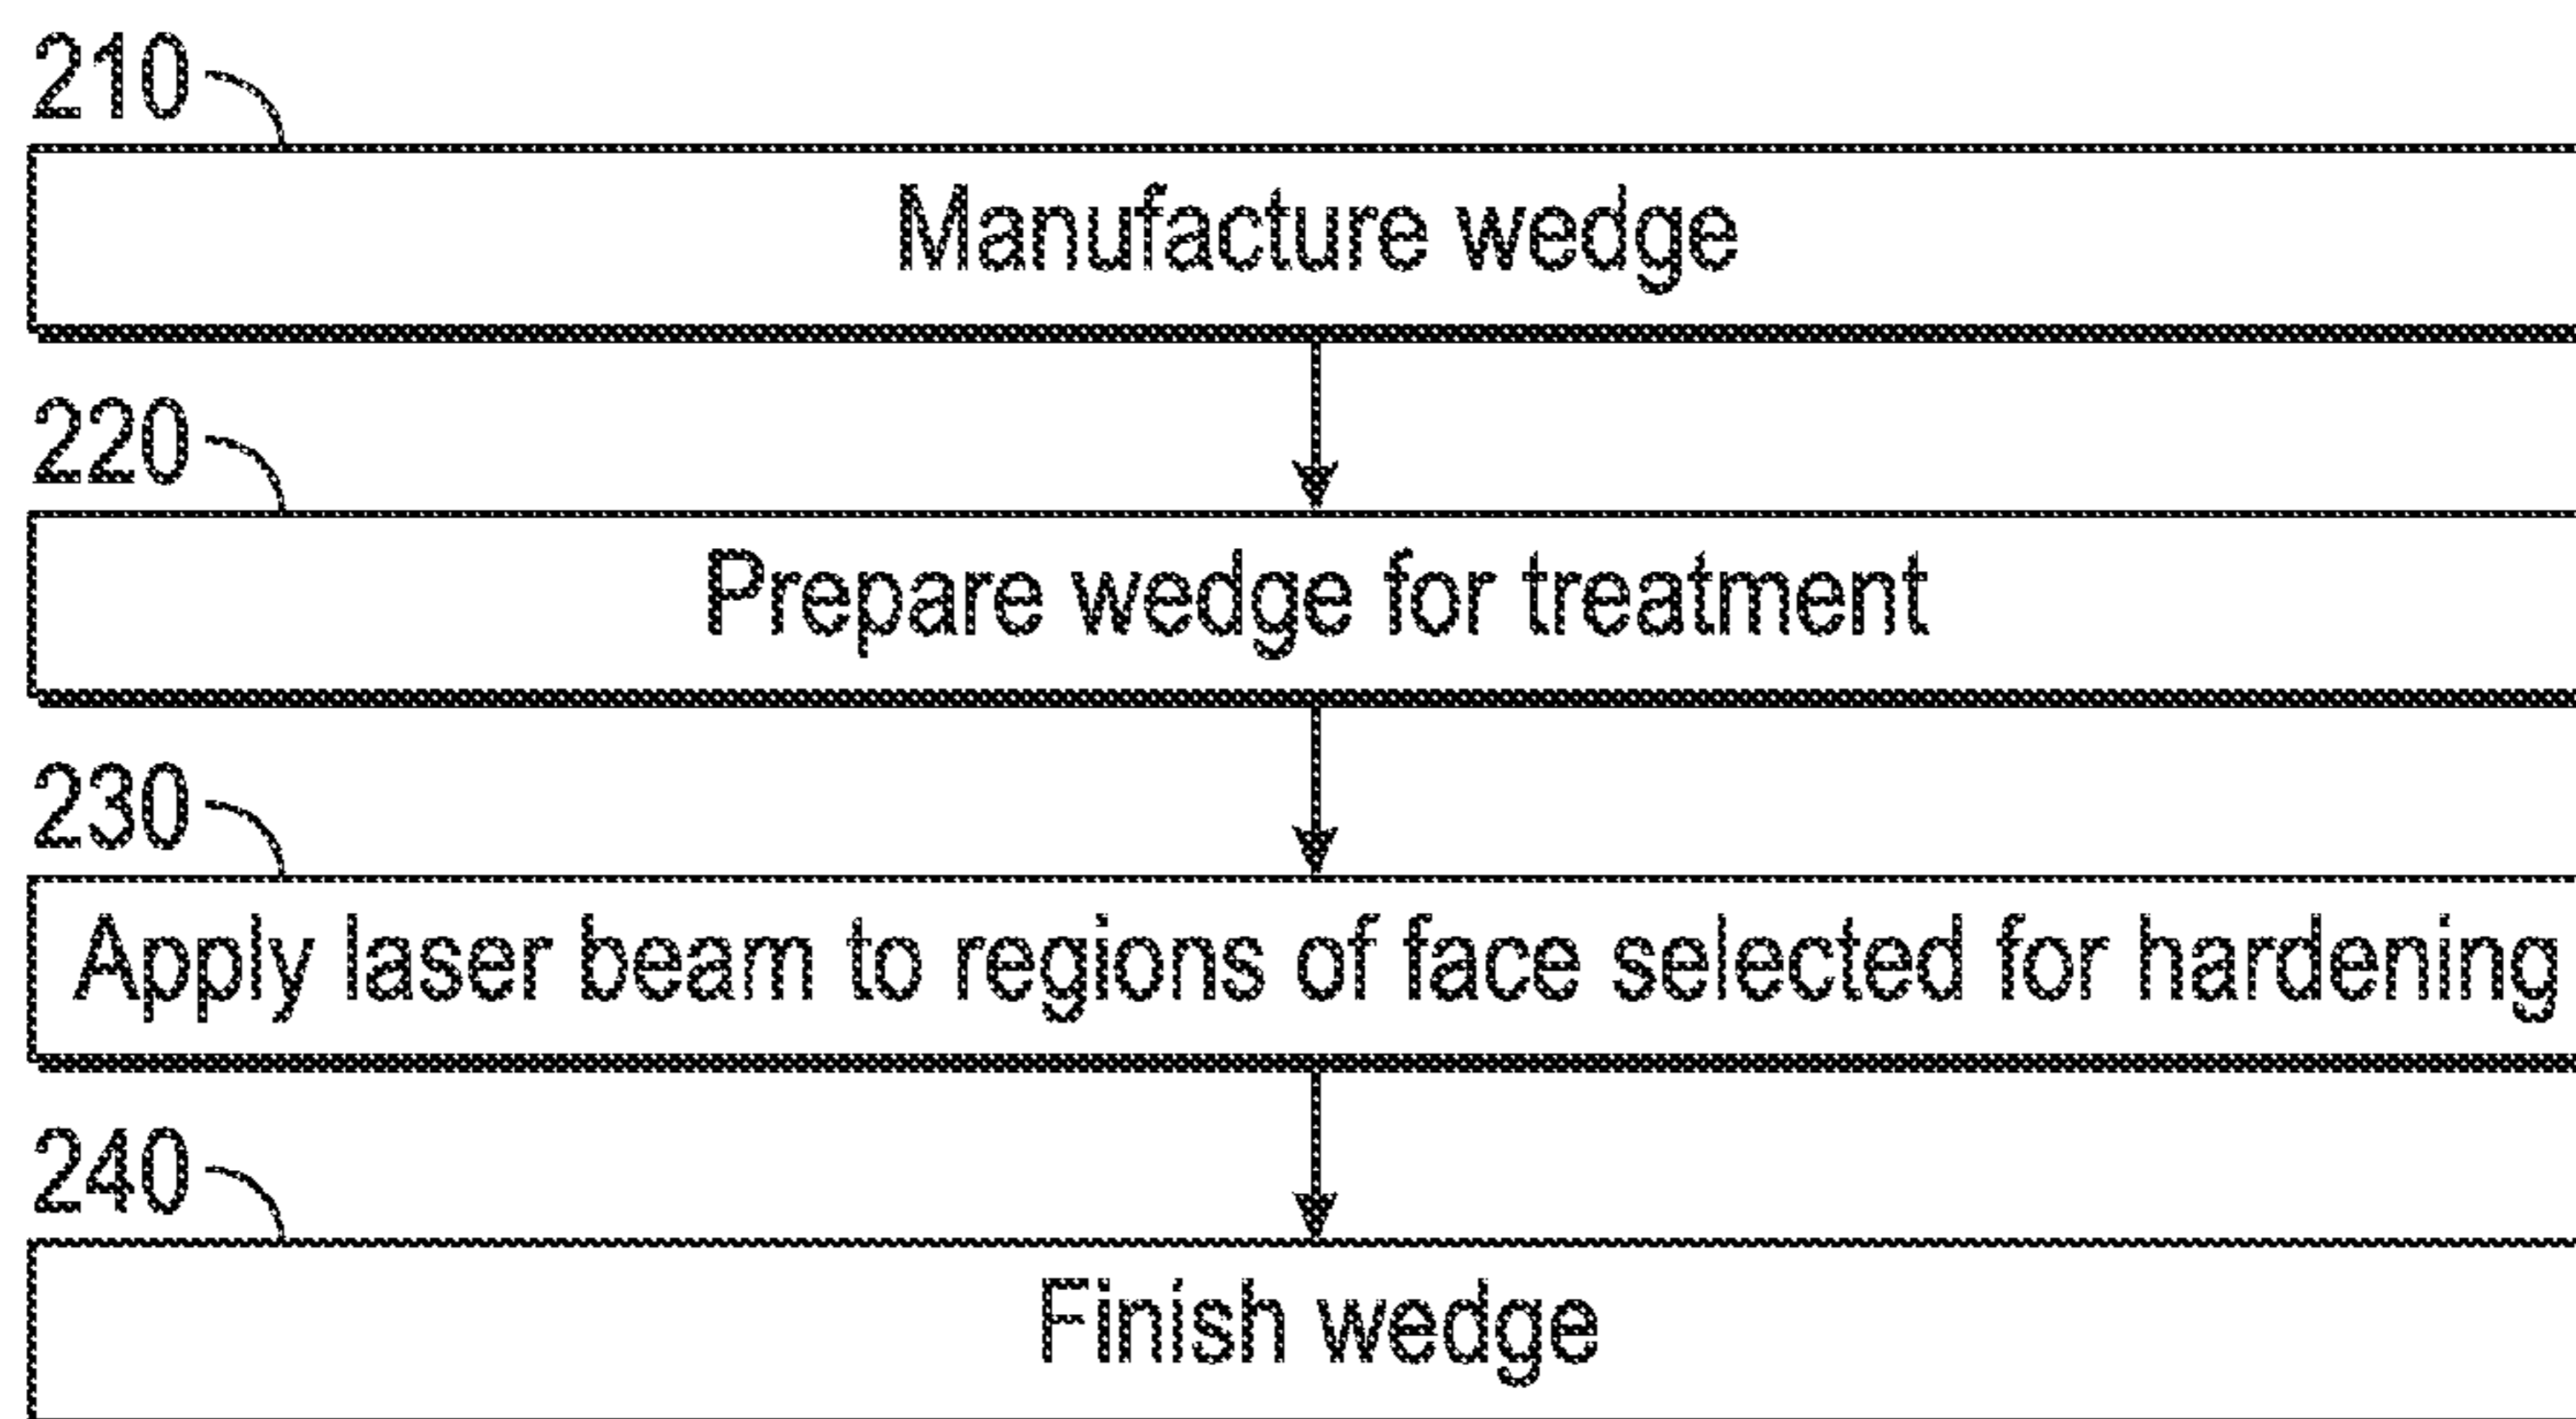 210
Manufacture wedge
220
Prepare wedge for treatment
230
Apply laser beam to regions of face selected for hardening
240
Finish wedge